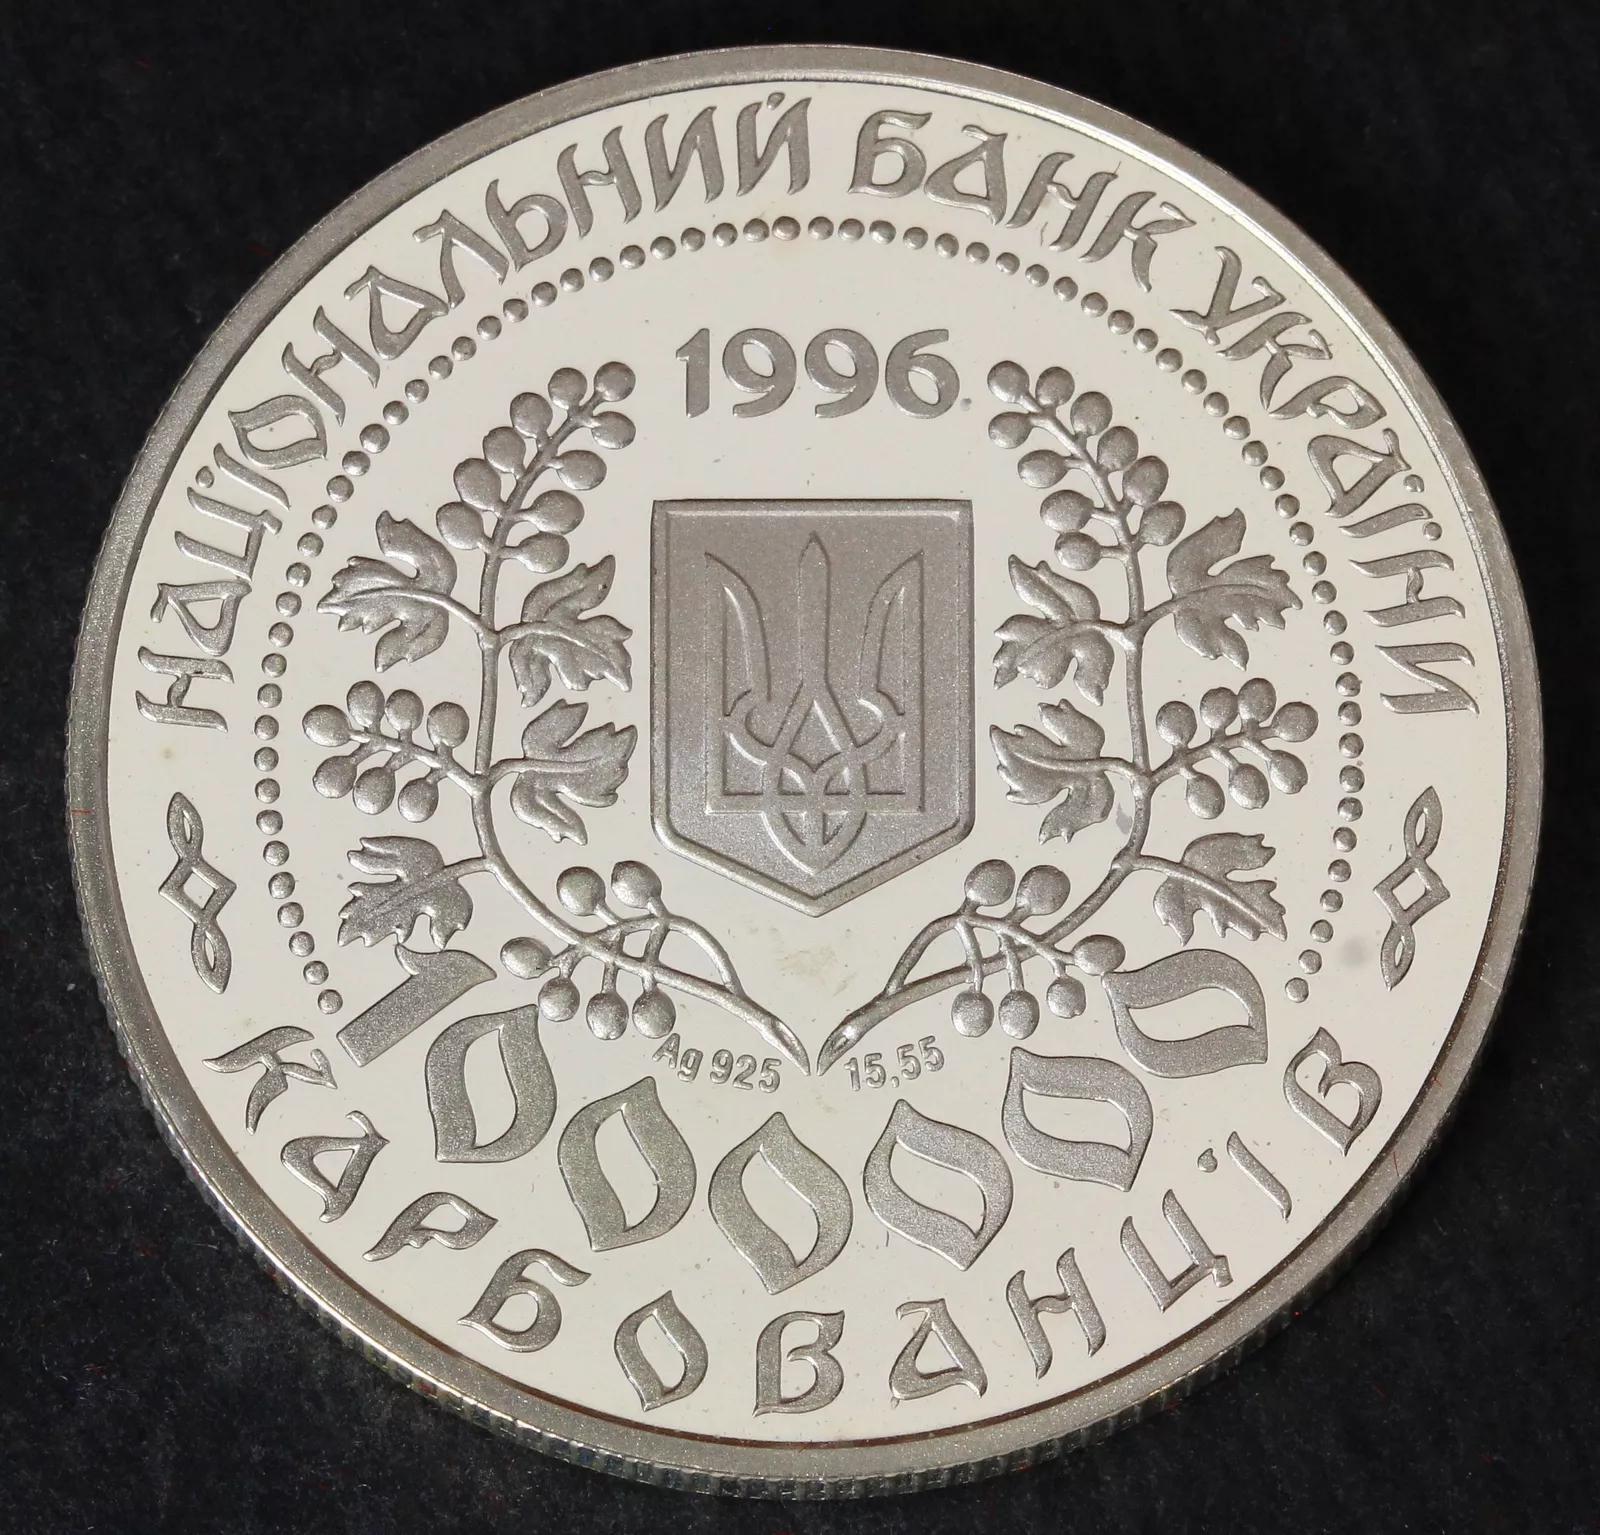 НАЦІОНАЛЬНИЙ БАНК УКРАЇНИ
1996
Ag 925 15,55
1000000
КАРБОВАНЦІВ